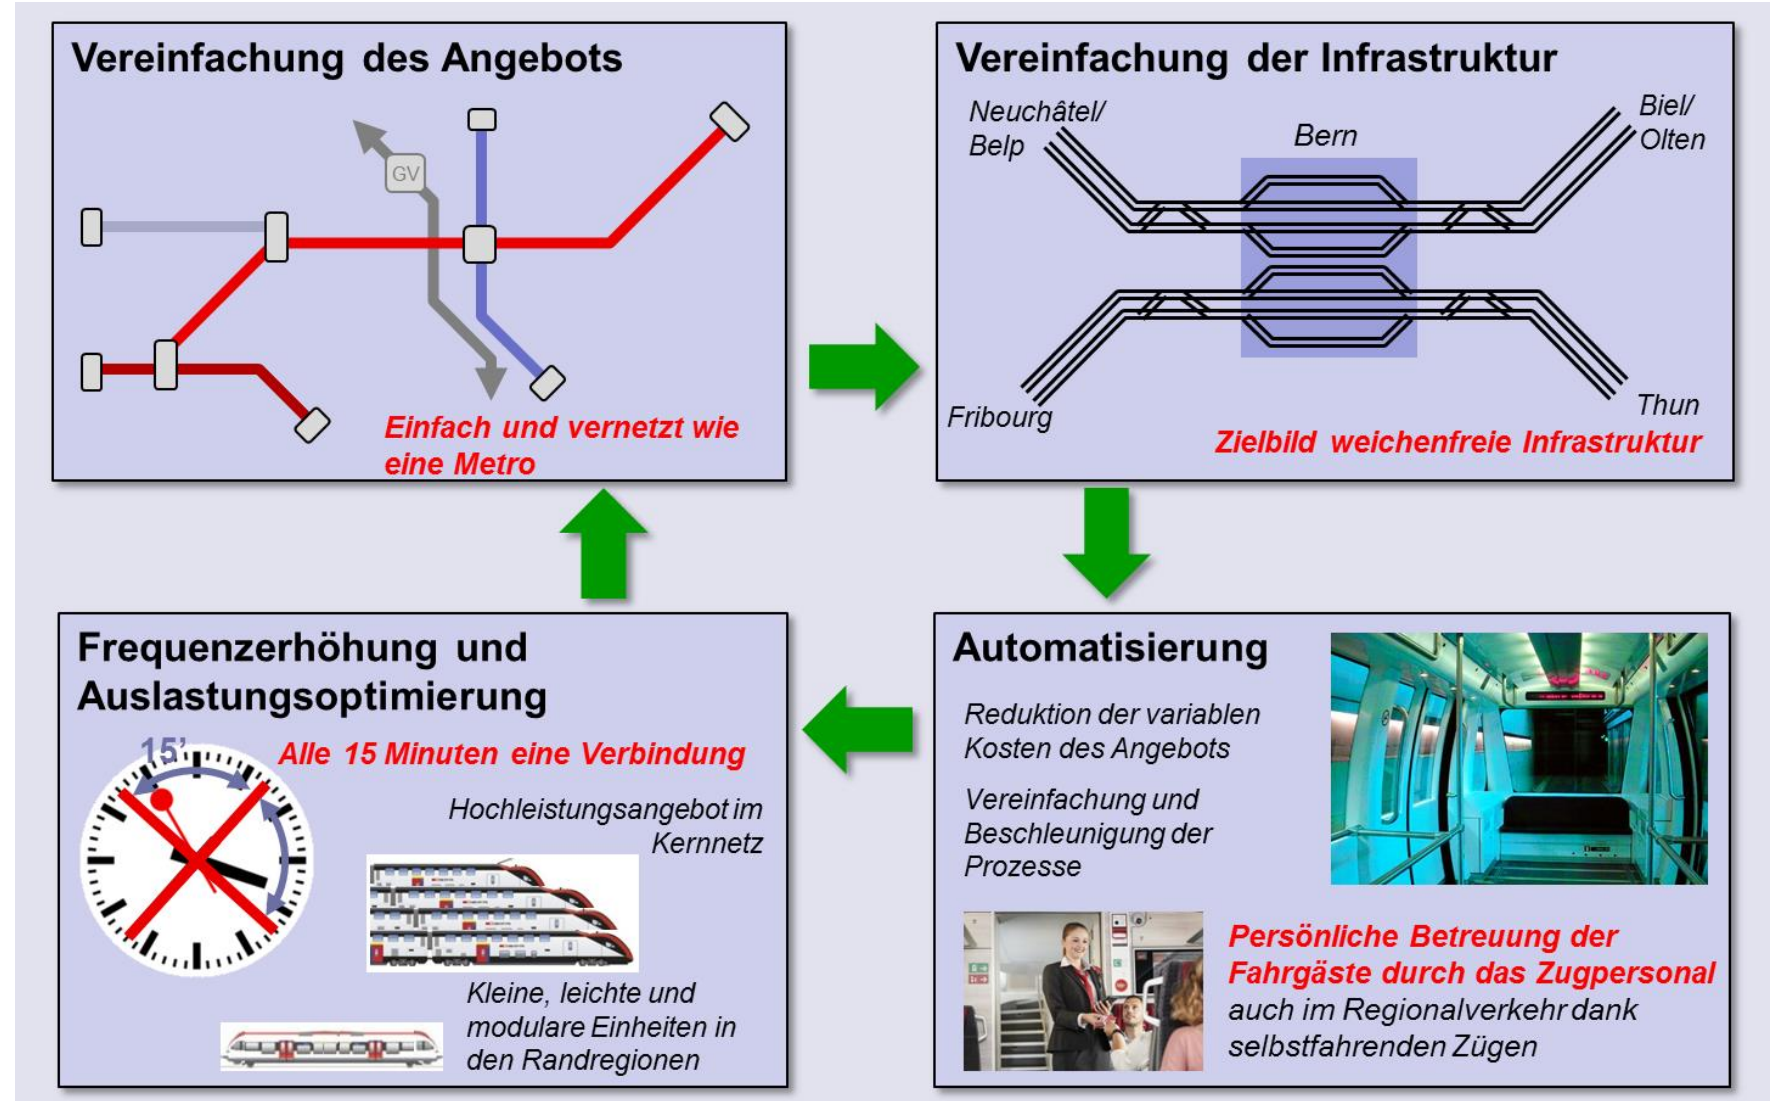 Vereinfachung des Angebots
GV
Einfach und vernetzt wie
eine Metro
Vereinfachung der Infrastruktur
Neuchâtel/
Belp
Bern
Biel/
Olten
Fribourg
Thun
Zielbild weichenfreie Infrastruktur
Frequenzerhöhung und
Auslastungsoptimierung
15'
Alle 15 Minuten eine Verbindung
Hochleistungsangebot im
Kernnetz
Kleine, leichte und
modulare Einheiten in
den Randregionen
Automatisierung
Reduktion der variablen
Kosten des Angebots
Vereinfachung und
Beschleunigung der
Prozesse
Persönliche Betreuung der
Fahrgäste durch das Zugpersonal
auch im Regionalverkehr dank
selbstfahrenden Zügen